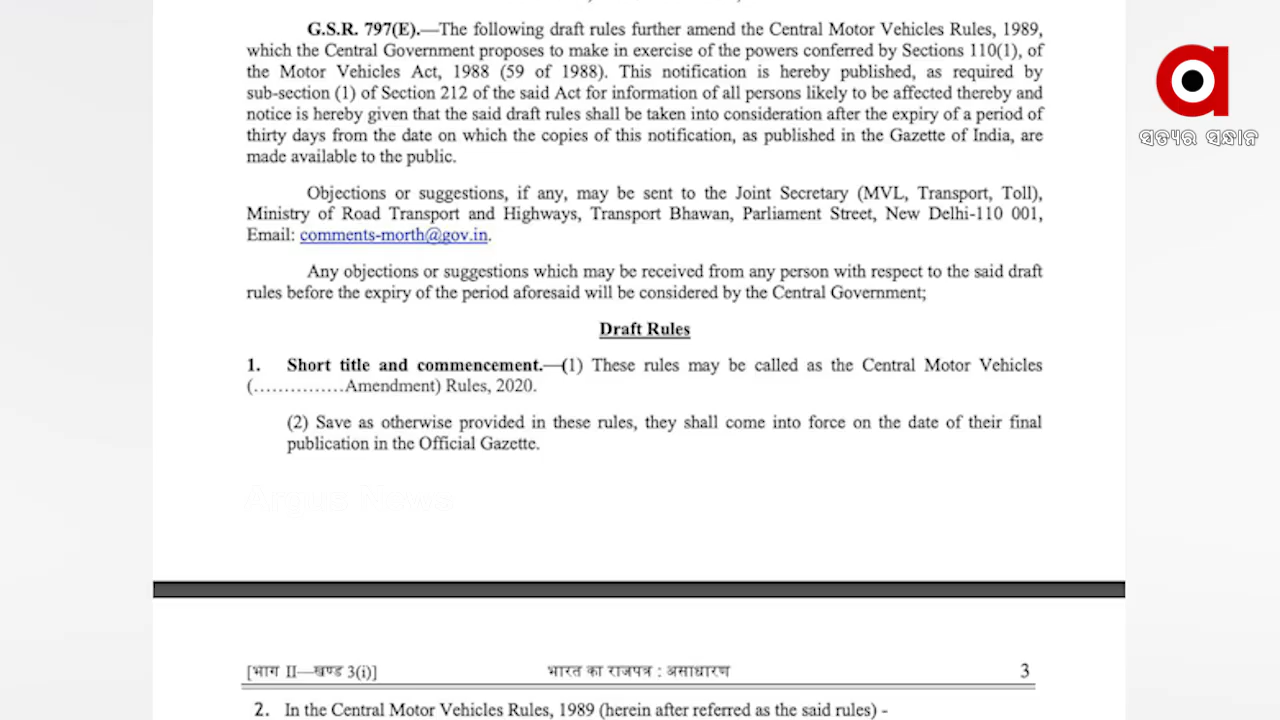 G.S.R. 797(E).—The following draft rules further amend the Central Motor Vehicles Rules, 1989,
which the Central Government proposes to make in exercise of the powers conferred by Sections 110(1), of
the Motor Vehicles Act, 1988 (59 of 1988). This notification is hereby published, as required by
sub-section (1) of Section 212 of the said Act for information of all persons likely to be affected thereby and
notice is hereby given that the said draft rules shall be taken into consideration after the expiry of a period of
thirty days from the date on which the copies of this notification, as published in the Gazette of India, are
made available to the public.
Objections or suggestions, if any, may be sent to the Joint Secretary (MVL, Transport, Toll),
Ministry of Road Transport and Highways, Transport Bhawan, Parliament Street, New Delhi-110 001,
Email: comments-morth@gov.in.
Any objections or suggestions which may be received from any person with respect to the said draft
rules before the expiry of the period aforesaid will be considered by the Central Government;
Draft Rules
1. Short title and commencement.—(1) These rules may be called as the Central Motor Vehicles
(……………Amendment) Rules, 2020.
(2) Save as otherwise provided in these rules, they shall come into force on the date of their final
publication in the Official Gazette.
Argus News
[भाग II—खण्ड 3(i)] भारत का राजपत्र : असाधारण 3
2. In the Central Motor Vehicles Rules, 1989 (herein after referred as the said rules) -
ସତ୍ୟର ସନ୍ଧାନ